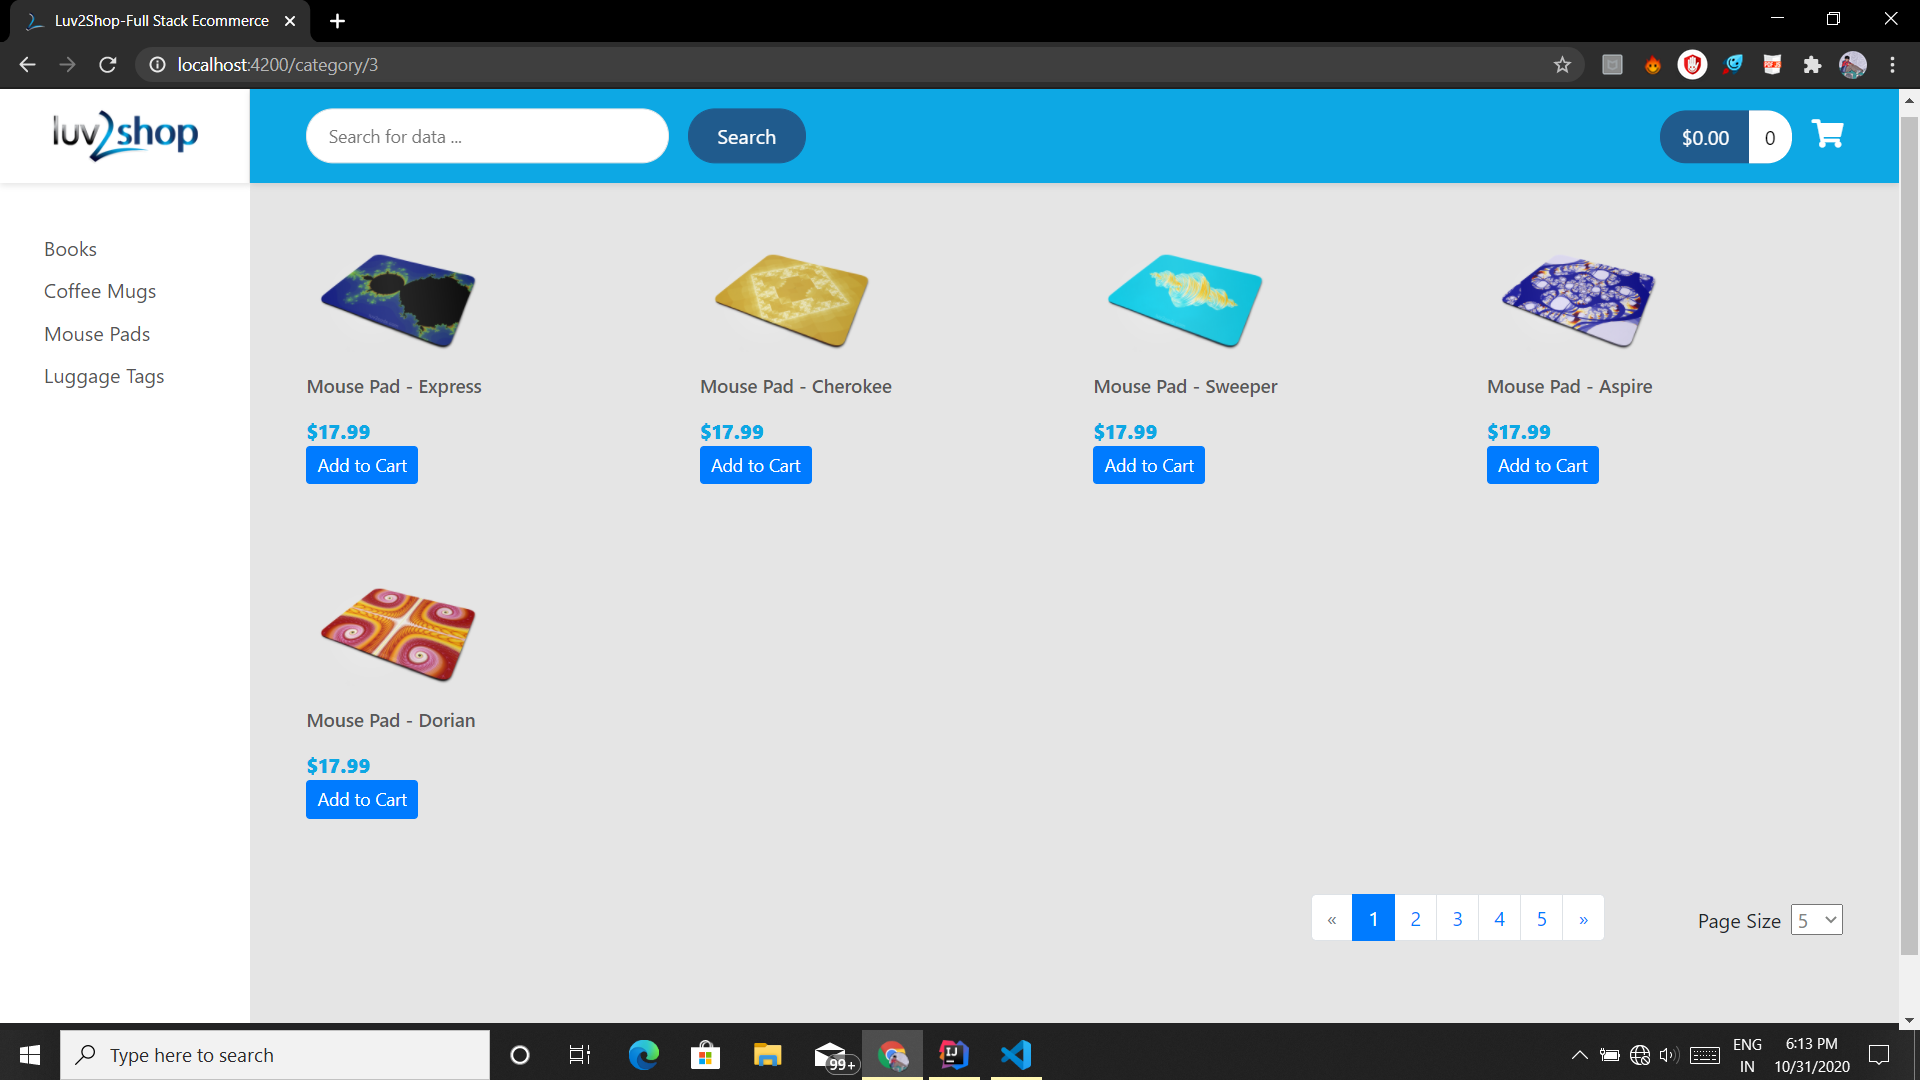 Luv2Shop-Full Stack Ecommerce
localhost:4200/category/3
luv2shop
Search for data ...
Search
$0.00 0
Books
Coffee Mugs
Mouse Pads
Luggage Tags
Mouse Pad - Express
$17.99
Add to Cart
Mouse Pad - Cherokee
$17.99
Add to Cart
Mouse Pad - Sweeper
$17.99
Add to Cart
Mouse Pad - Aspire
$17.99
Add to Cart
Mouse Pad - Dorian
$17.99
Add to Cart
« 1 2 3 4 5 »
Page Size 5
Type here to search
99+
ENG
IN
6:13 PM
10/31/2020